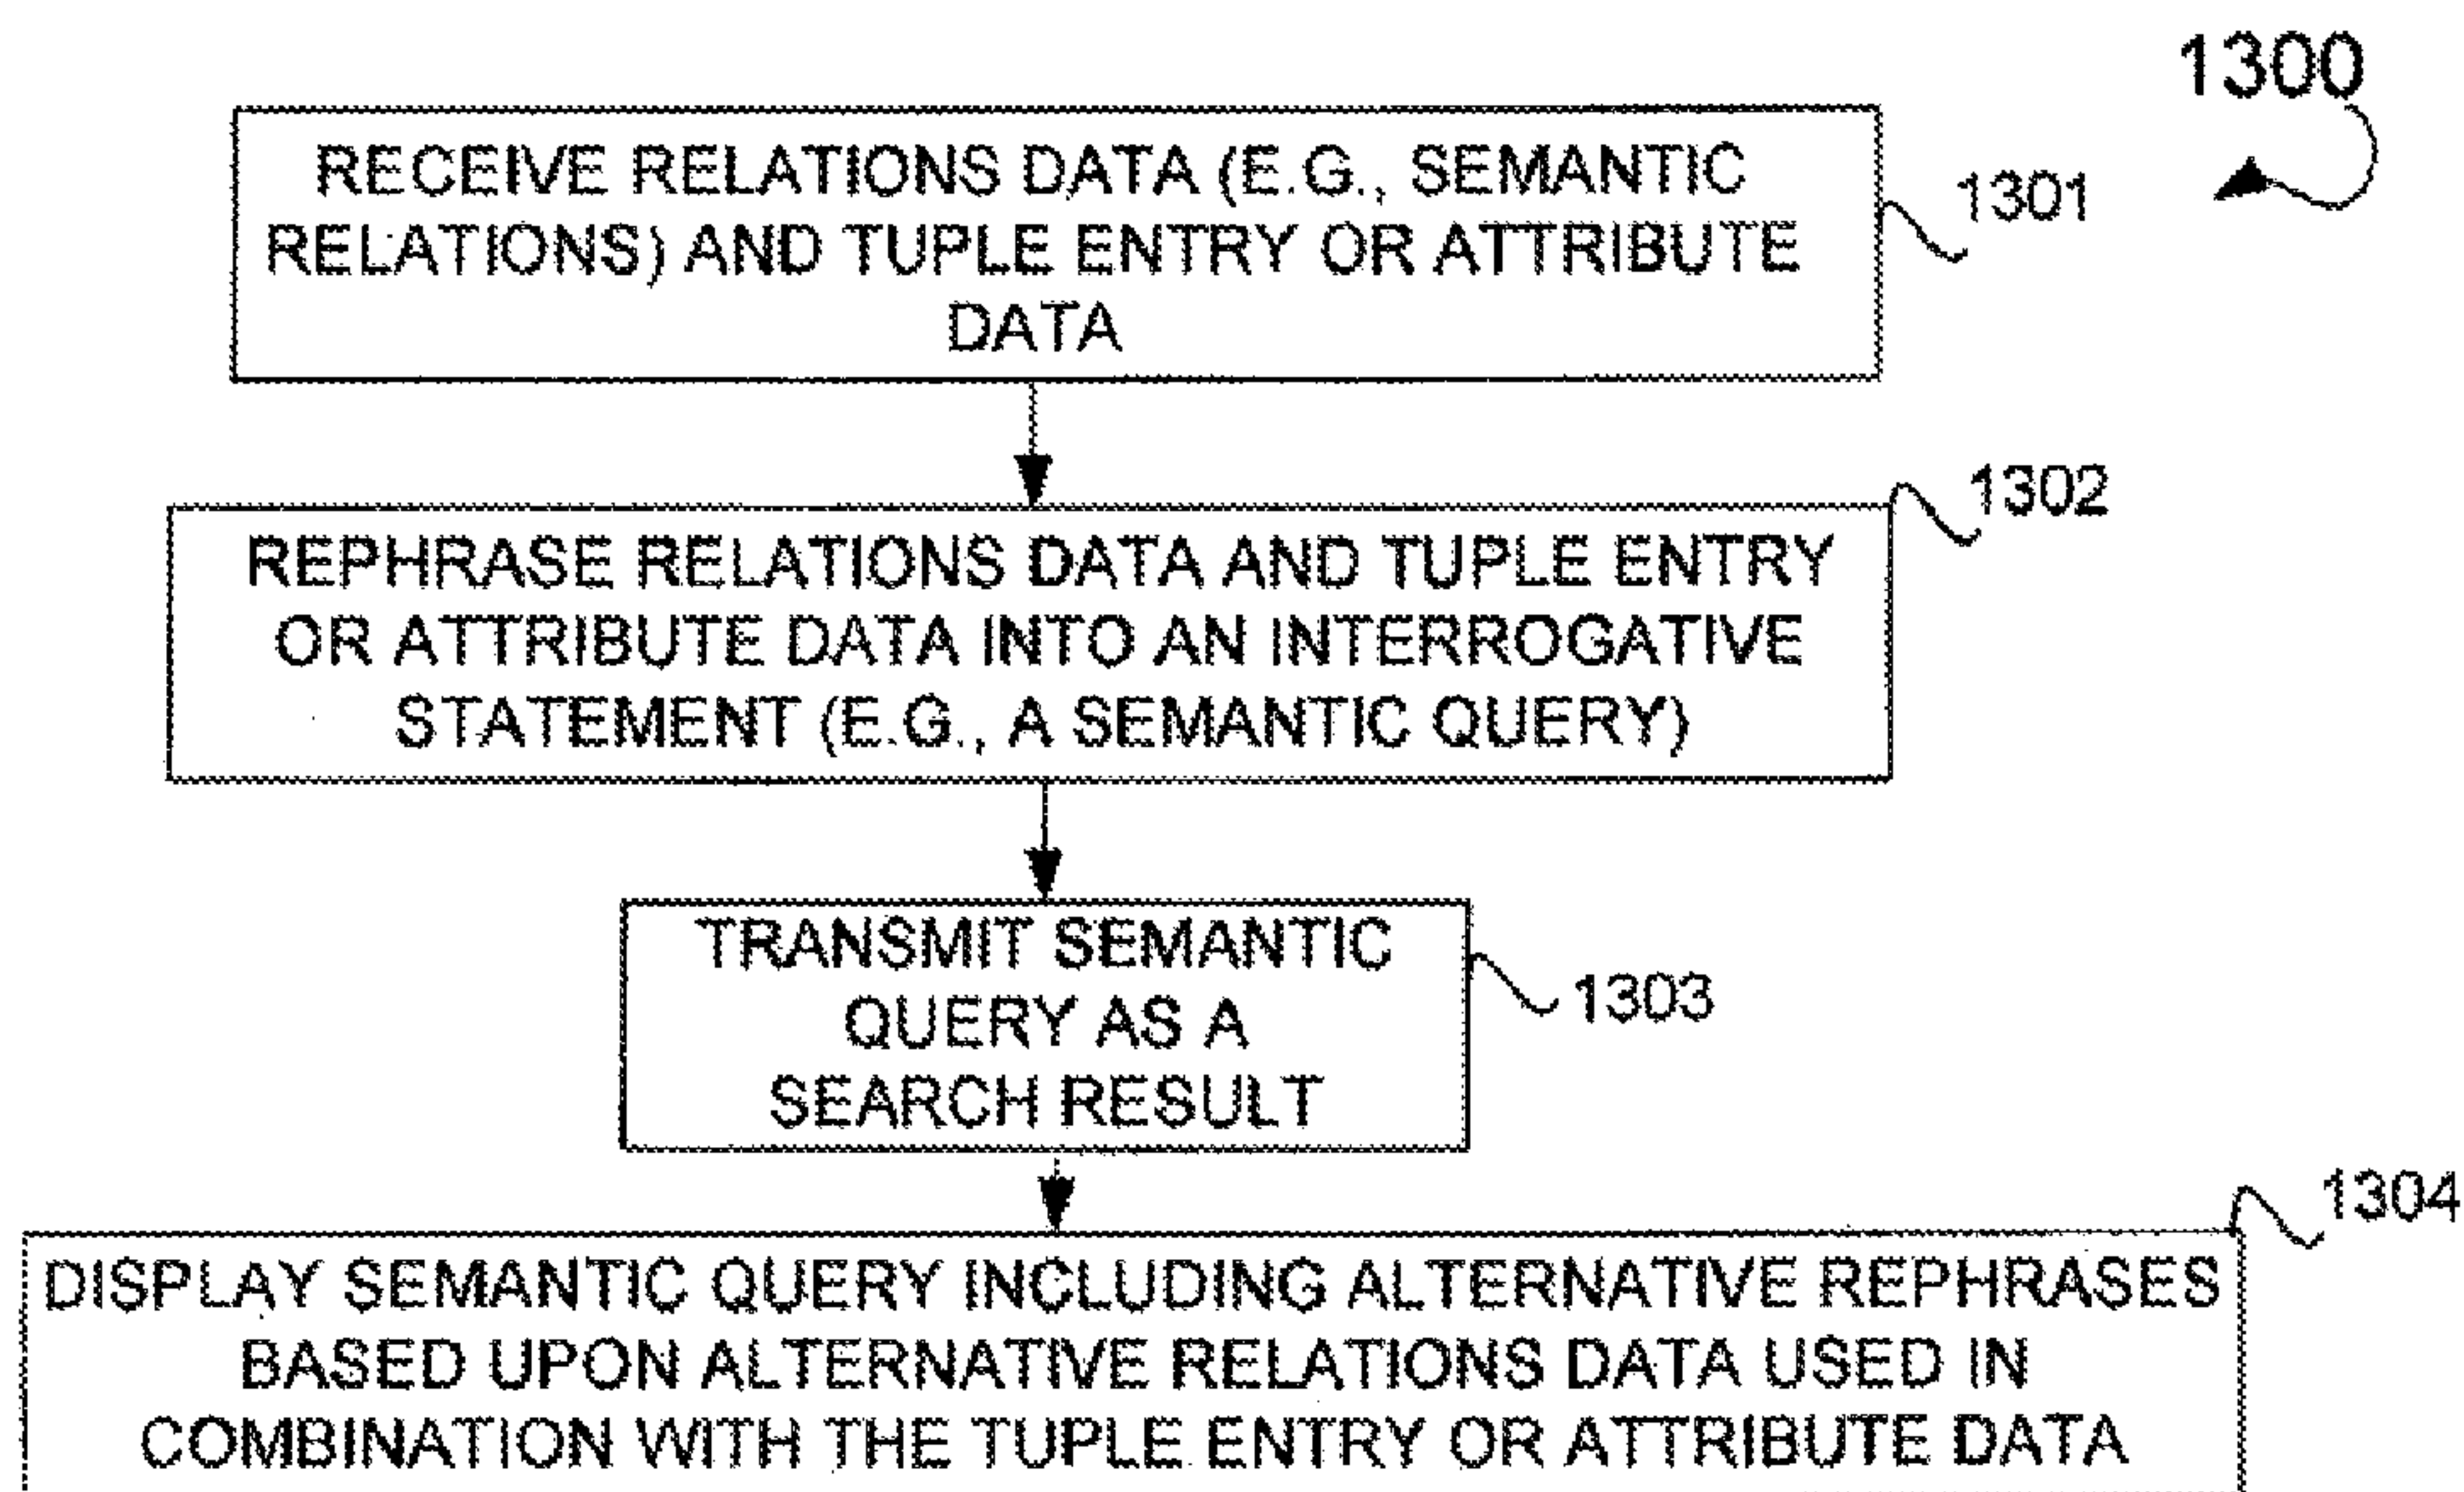 1300
RECEIVE RELATIONS DATA (E.G., SEMANTIC
RELATIONS) AND TUPLE ENTRY OR ATTRIBUTE
DATA
1301
1302
REPHRASE RELATIONS DATA AND TUPLE ENTRY
OR ATTRIBUTE DATA INTO AN INTERROGATIVE
STATEMENT (E.G., A SEMANTIC QUERY)
TRANSMIT SEMANTIC
QUERY AS A
SEARCH RESULT
1303
1304
DISPLAY SEMANTIC QUERY INCLUDING ALTERNATIVE REPHRASES
BASED UPON ALTERNATIVE RELATIONS DATA USED IN
COMBINATION WITH THE TUPLE ENTRY OR ATTRIBUTE DATA